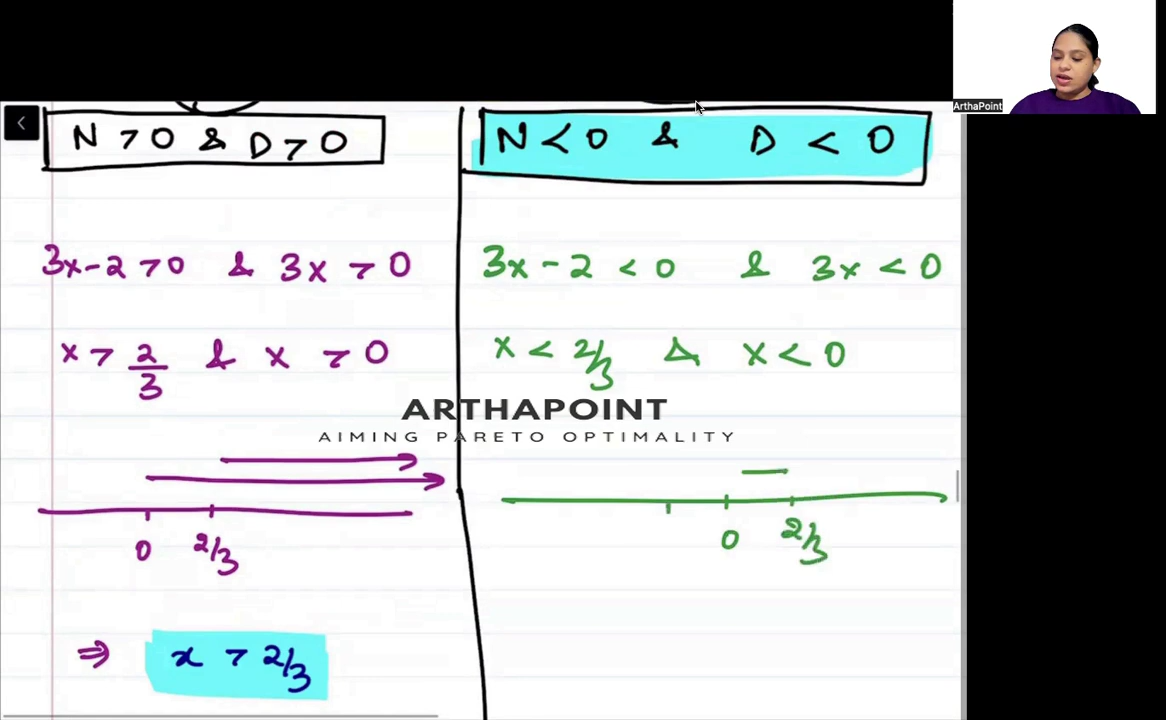 ArthaPoint
N > 0 & D > 0
3x - 2 > 0 & 3x > 0
x > 2/3 & x > 0
0 2/3
⇒ x > 2/3
N < 0 & D < 0
3x - 2 < 0 & 3x < 0
x < 2/3 & x < 0
0 2/3
ARTHAPOINT
AIMING PARETO OPTIMALITY